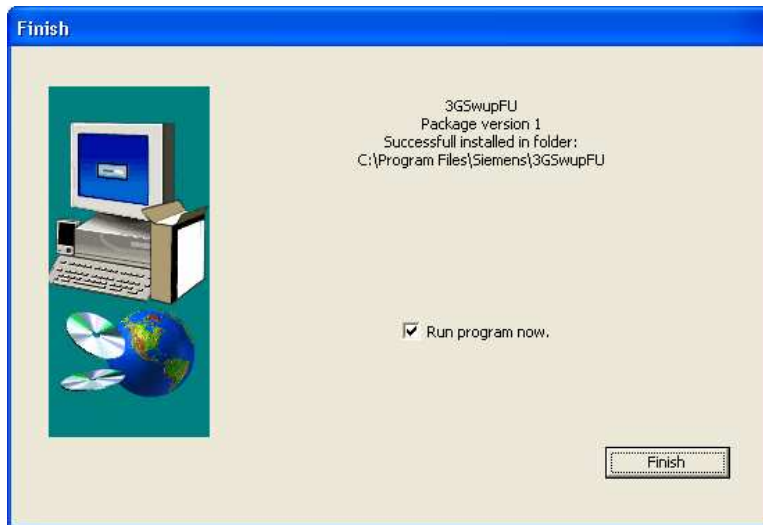 Finish
3GSwupFU
Package version 1
Successfull installed in folder:
C:\Program Files\Siemens\3GSwupFU
Run program now.
Finish